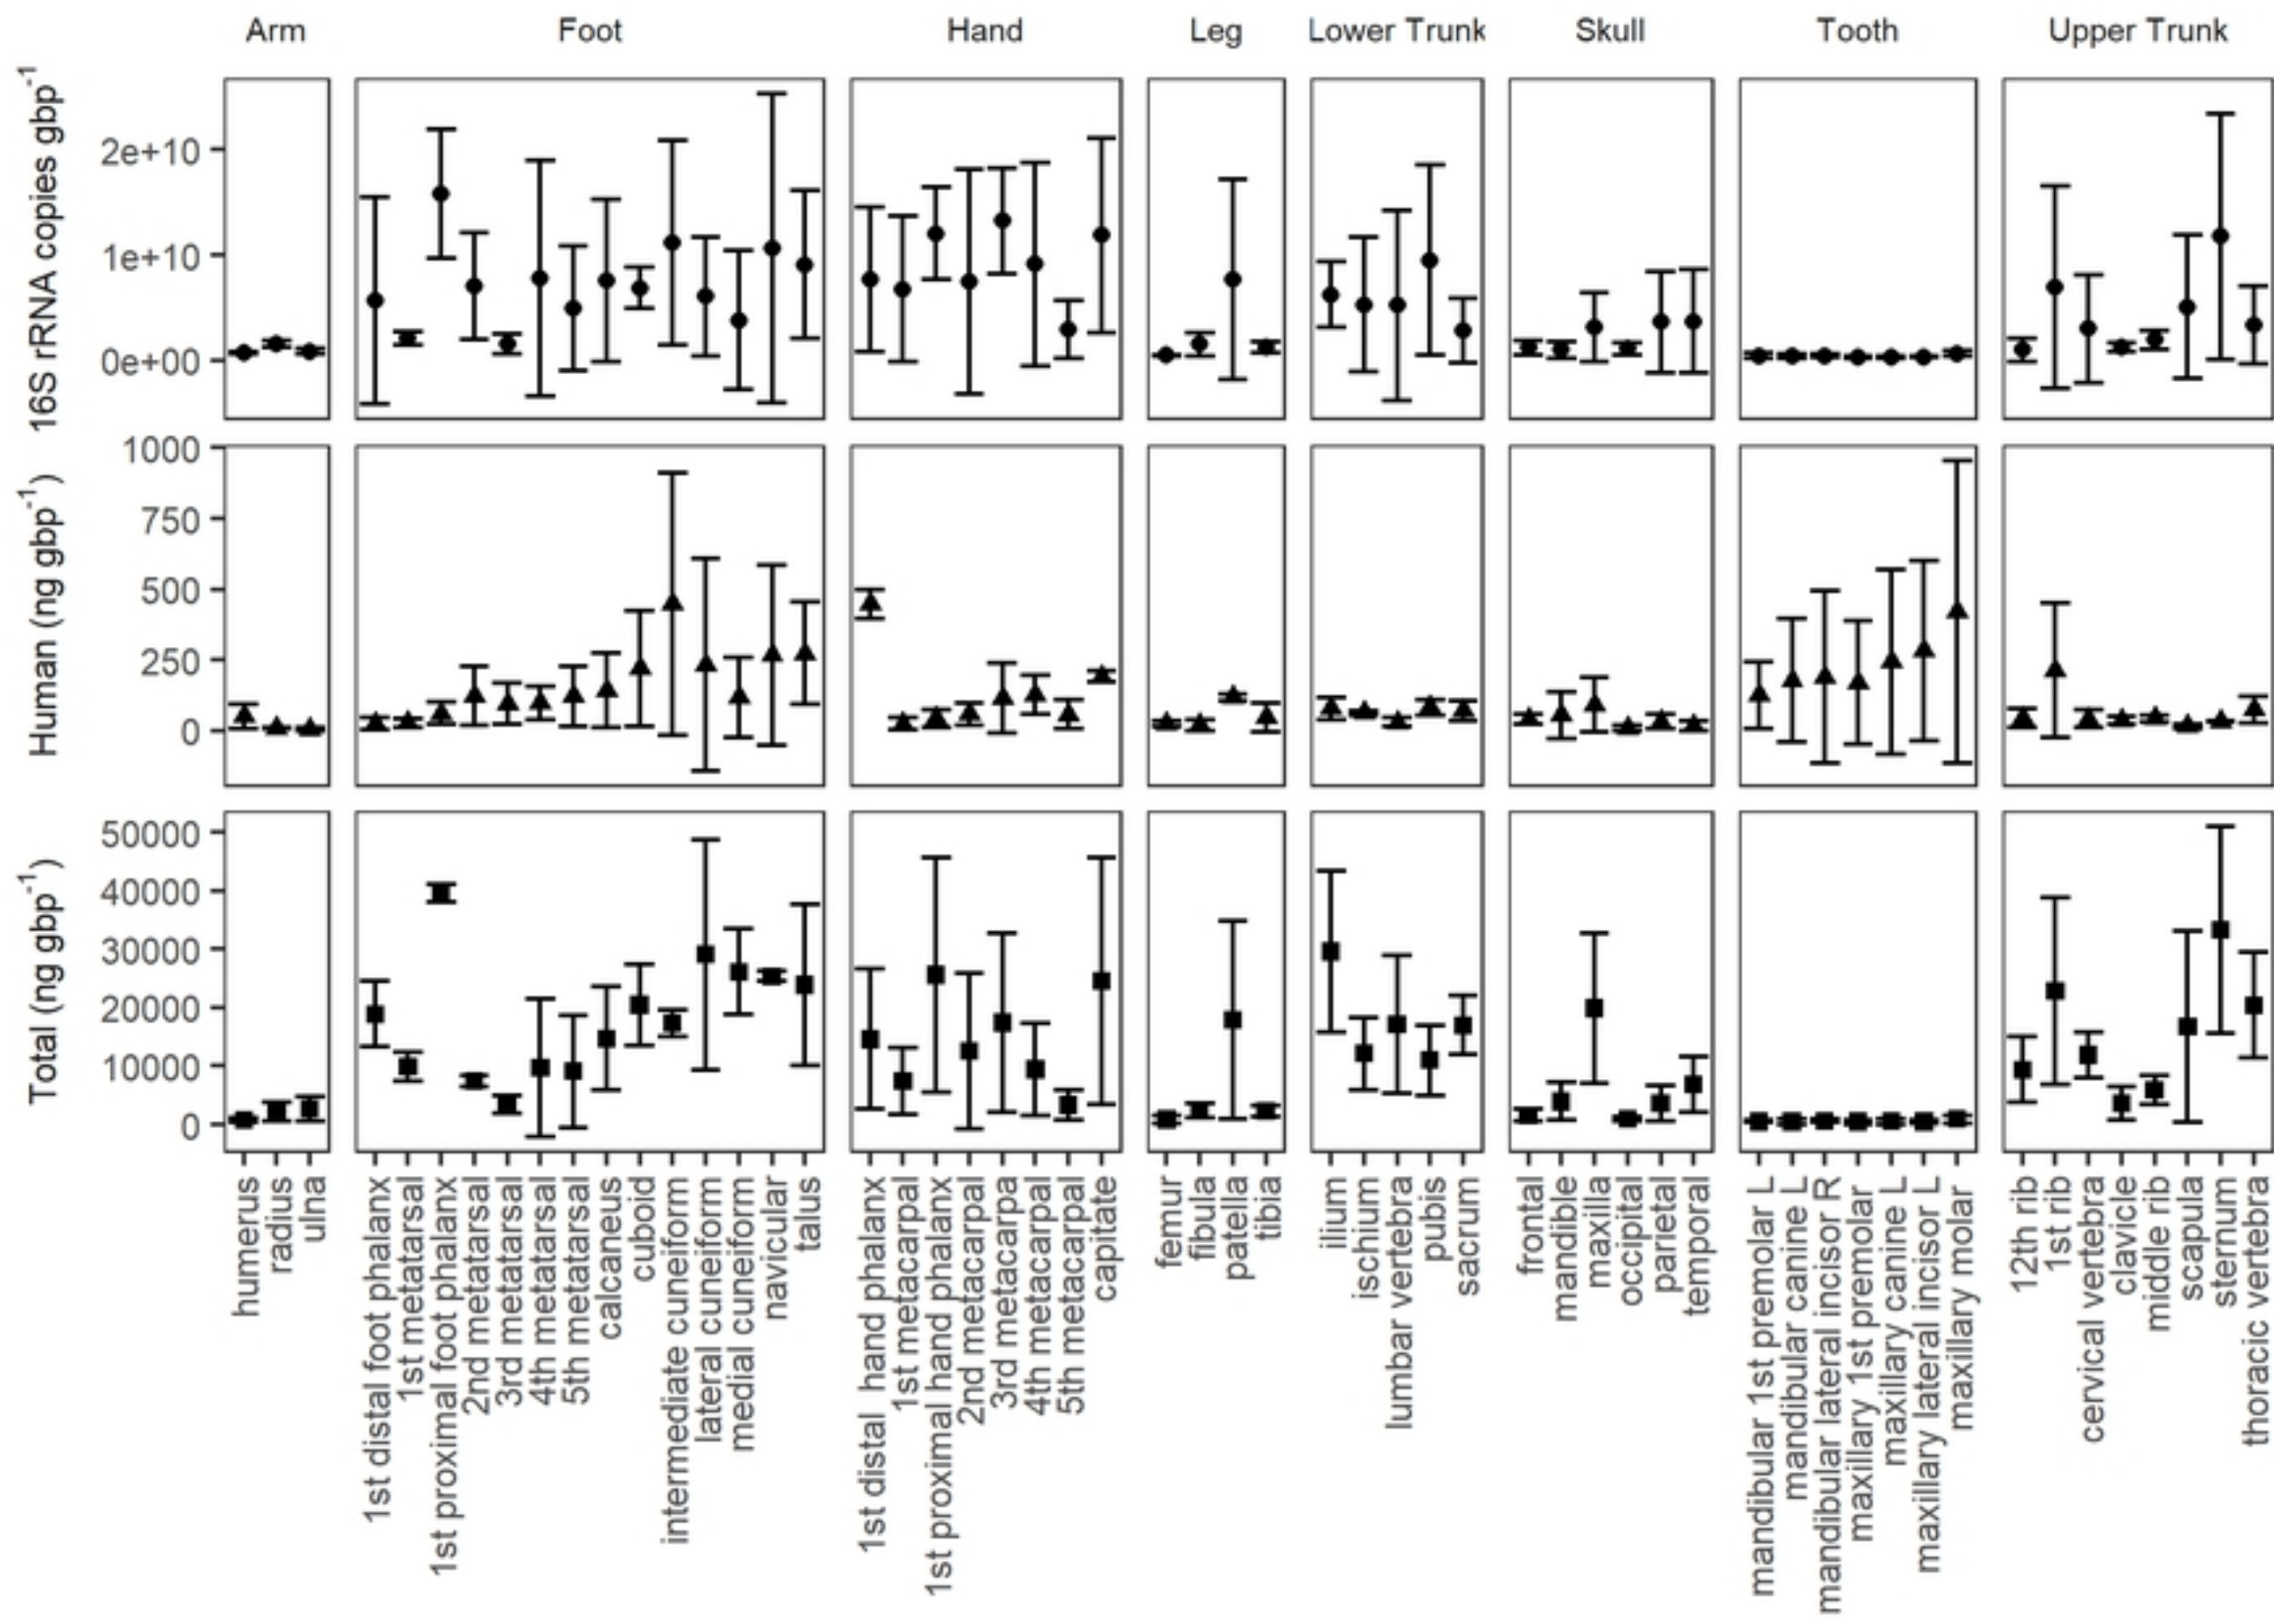 Arm Foot Hand Leg Lower Trunk Skull Tooth Upper Trunk
16S rRNA copies gbp-1
2e+10
1e+10
0e+00
Human (ng gbp-1)
1000
750
500
250
0
Total (ng gbp-1)
50000
40000
30000
20000
10000
0
humerus
radius
ulna
1st distal foot phalanx
1st metatarsal
1st proximal foot phalanx
2nd metatarsal
3rd metatarsal
4th metatarsal
5th metatarsal
calcaneus
cuboid
intermediate cuneiform
lateral cuneiform
medial cuneiform
navicular
talus
1st distal hand phalanx
1st metacarpal
1st proximal hand phalanx
2nd metacarpal
3rd metacarpa
4th metacarpal
5th metacarpal
capitate
femur
fibula
patella
tibia
ilium
ischium
lumbar vertebra
pubis
sacrum
frontal
mandible
maxilla
occipital
parietal
temporal
mandibular 1st premolar L
mandibular canine L
mandibular lateral incisor R
maxillary 1st premolar
maxillary canine L
maxillary lateral incisor L
maxillary molar
12th rib
1st rib
cervical vertebra
clavicle
middle rib
scapula
sternum
thoracic vertebra